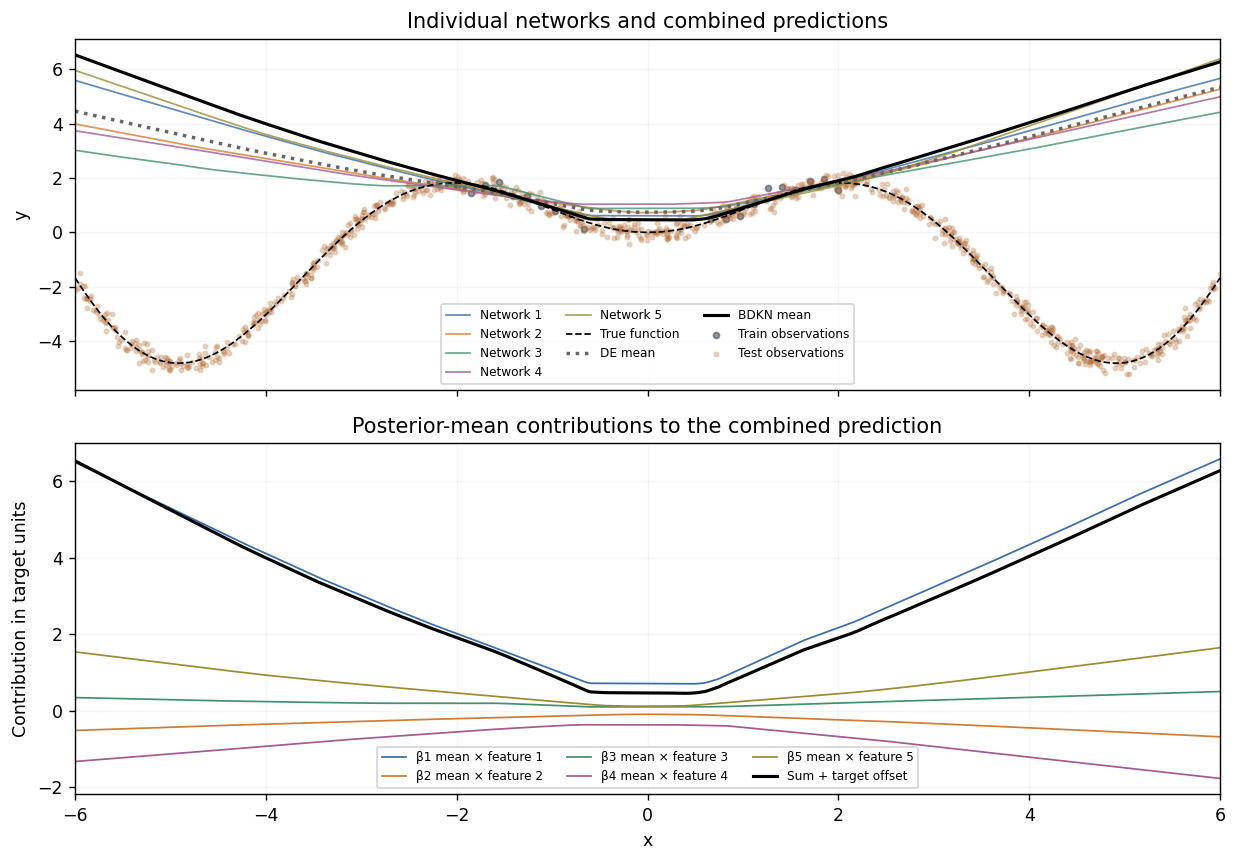 Individual networks and combined predictions
6
4
2
0
−2
−4
y
Network 1
Network 2
Network 3
Network 4
Network 5
True function
DE mean
BDKN mean
Train observations
Test observations
Posterior-mean contributions to the combined prediction
6
4
2
0
−2
Contribution in target units
β1 mean × feature 1
β2 mean × feature 2
β3 mean × feature 3
β4 mean × feature 4
β5 mean × feature 5
Sum + target offset
−6
−4
−2
0
2
4
6
x